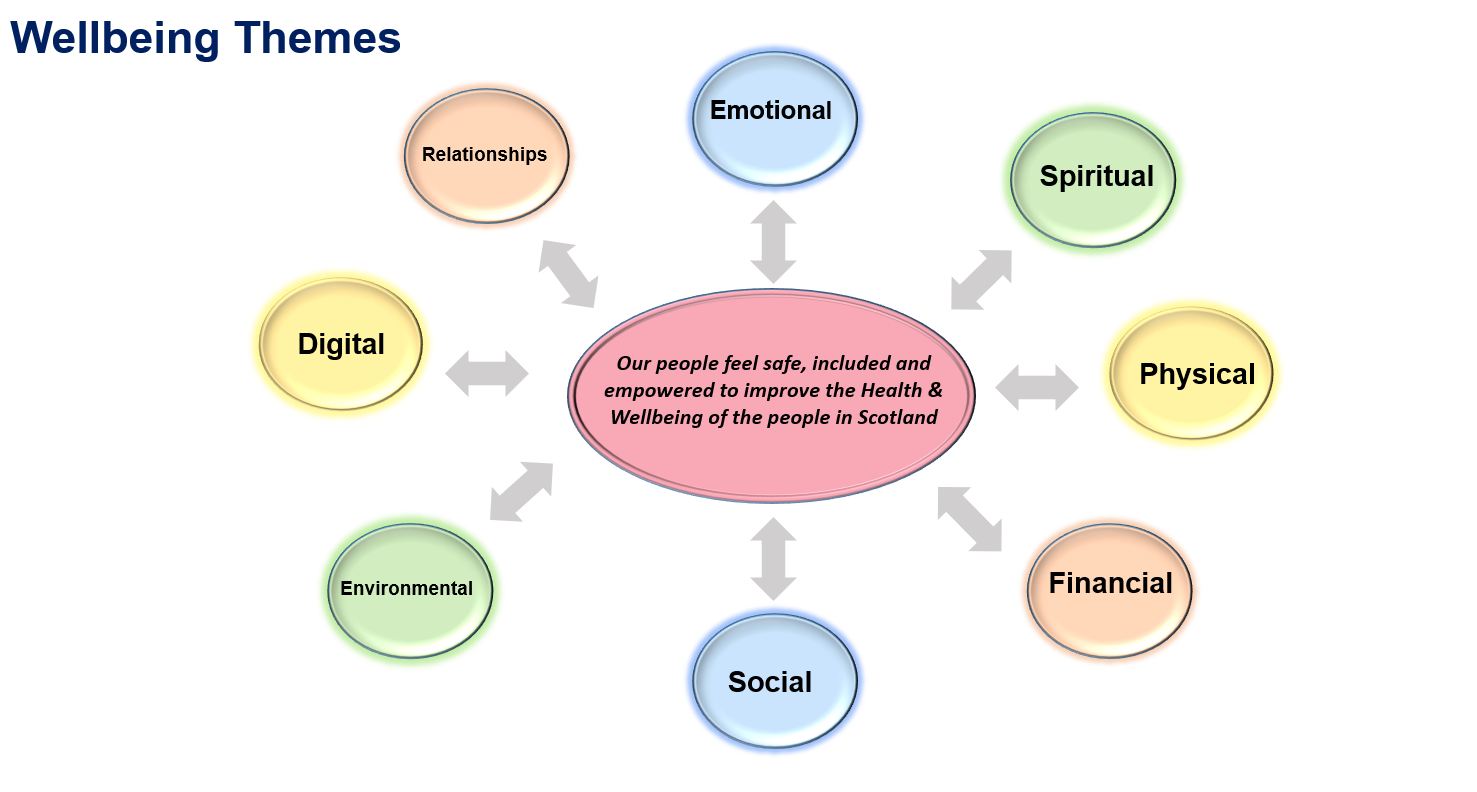 Wellbeing Themes
Emotional
Relationships
Spiritual
Digital
Our people feel safe, included and
empowered to improve the Health &
Wellbeing of the people in Scotland
Physical
Environmental
Financial
Social